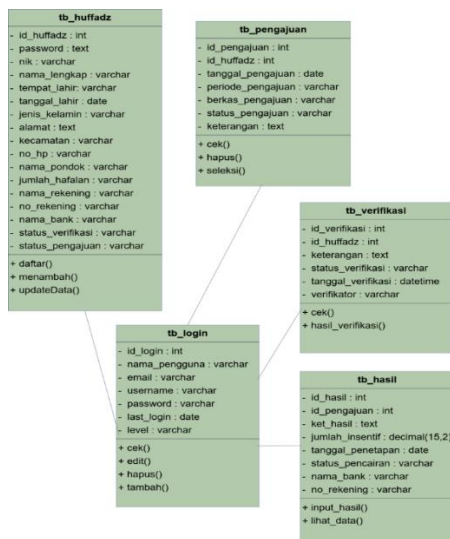 tb_huffadz
- id_huffadz : int
- password : text
- nik : varchar
- nama_lengkap : varchar
- tempat_lahir: varchar
- tanggal_lahir : date
- jenis_kelamin : varchar
- alamat : text
- kecamatan : varchar
- no_hp : varchar
- nama_pondok : varchar
- jumlah_hafalan : varchar
- nama_rekening : varchar
- no_rekening : varchar
- nama_bank : varchar
- status_verifikasi : varchar
- status_pengajuan : varchar
+ daftar()
+ menambah()
+ updateData()
tb_pengajuan
- id_pengajuan : int
- id_huffadz : int
- tanggal_pengajuan : date
- periode_pengajuan : varchar
- berkas_pengajuan : varchar
- status_pengajuan : varchar
- keterangan : text
+ cek()
+ hapus()
+ seleksi()
tb_verifikasi
- id_verifikasi : int
- id_huffadz : int
- keterangan : text
- status_verifikasi : varchar
- tanggal_verifikasi : datetime
- verifikator : varchar
+ cek()
+ hasil_verifikasi()
tb_login
- id_login : int
- nama_pengguna : varchar
- email : varchar
- username : varchar
- password : varchar
- last_login : date
- level : varchar
+ cek()
+ edit()
+ hapus()
+ tambah()
tb_hasil
- id_hasil : int
- id_pengajuan : int
- ket_hasil : text
- jumlah_insentif : decimal(15,2)
- tanggal_penetapan : date
- status_pencairan : varchar
- nama_bank : varchar
- no_rekening : varchar
+ input_hasil()
+ lihat_data()